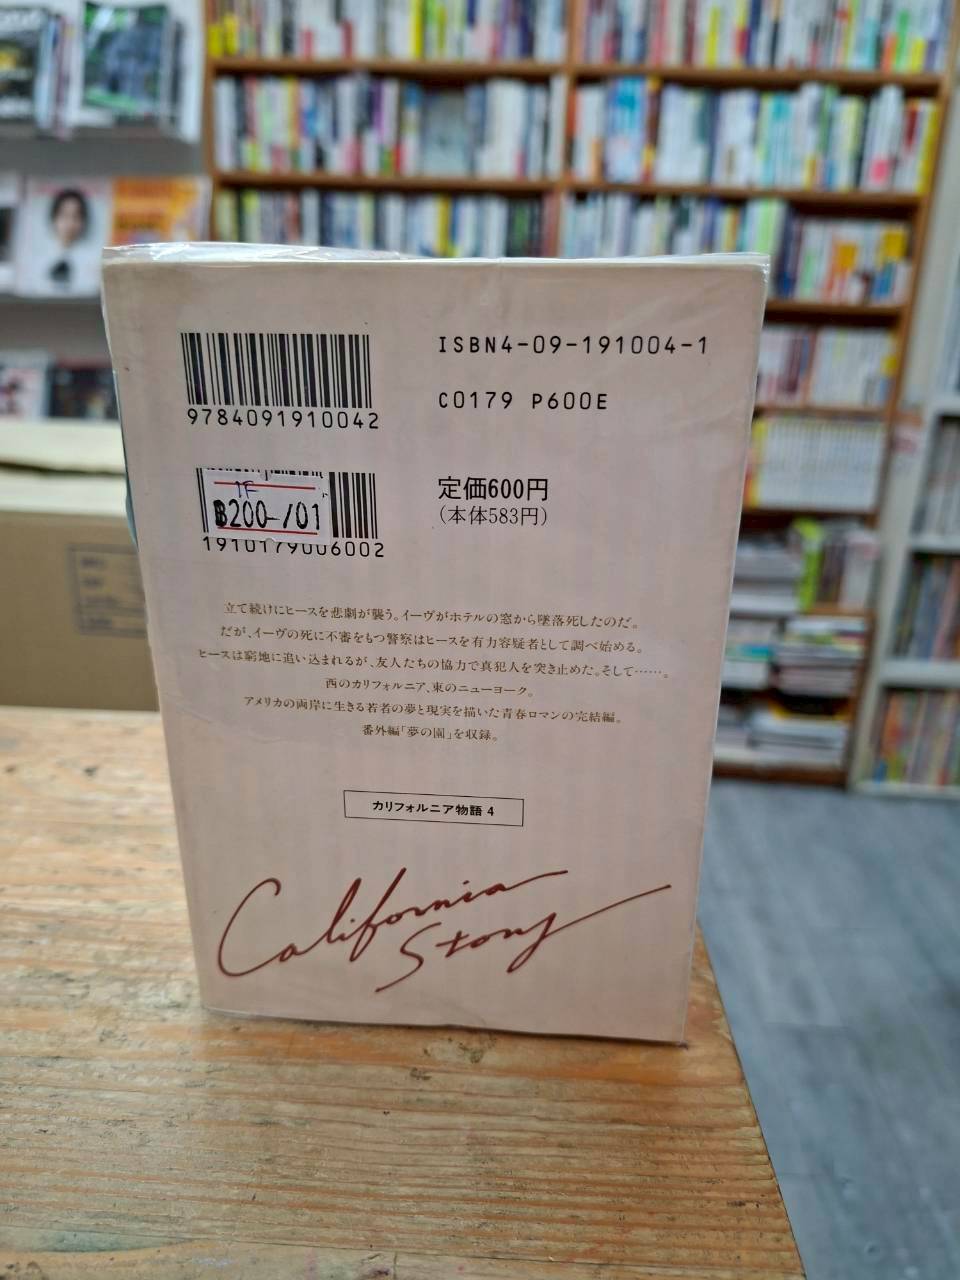 ISBN4-09-191004-1
9784091910042
C0179 P600E
定価600円
(本体583円)
1F
฿200-/01
1910179006002
立て続けにヒースを悲劇が襲う。イーヴがホテルの窓から墜落死したのだ。
だが、イーヴの死に不審をもつ警察はヒースを有力容疑者として調べ始める。
ヒースは窮地に追い込まれるが、友人たちの協力で真犯人を突き止めた。そして……。
西のカリフォルニア、東のニューヨーク。
アメリカの両岸に生きる若者の夢と現実を描いた青春ロマンの完結編。
番外編「夢の園」を収録。
カリフォルニア物語 4
California
Story